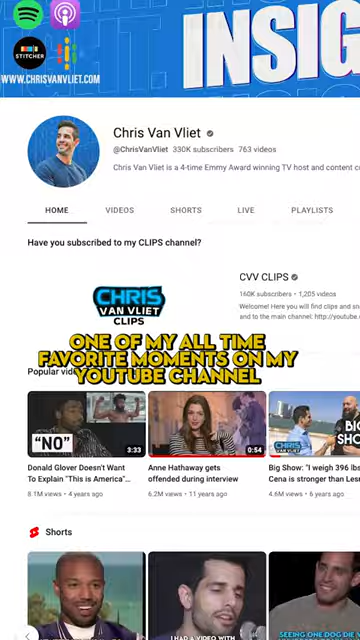 STITCHER
INSIG
WWW.CHRISVANVLIET.COM
Chris Van Vliet
@ChrisVanVliet 330K subscribers 763 videos
Chris Van Vliet is a 4-time Emmy Award winning TV host and content c
HOME VIDEOS SHORTS LIVE PLAYLISTS
Have you subscribed to my CLIPS channel?
CHRIS
VAN VLIET
CLIPS
CVV CLIPS
160K subscribers • 1,205 videos
Welcome! Here you will find clips and sn
and to the main channel: http://youtube.
ONE OF MY ALL TIME
FAVORITE MOMENTS ON MY
YOUTUBE CHANNEL
Popular vid
"NO"
3:33
0:54
CHRIS
VAN VLIET
BIG
SHO
Donald Glover Doesn't Want
To Explain "This is America"...
8.1M views • 4 years ago
Anne Hathaway gets
offended during interview
6.2M views • 11 years ago
Big Show: "I weigh 396 lbs
Cena is stronger than Lesn
4.6M views • 6 years ago
Shorts
I HAD A VIDEO WITH
SEEING ONE DOG DIE